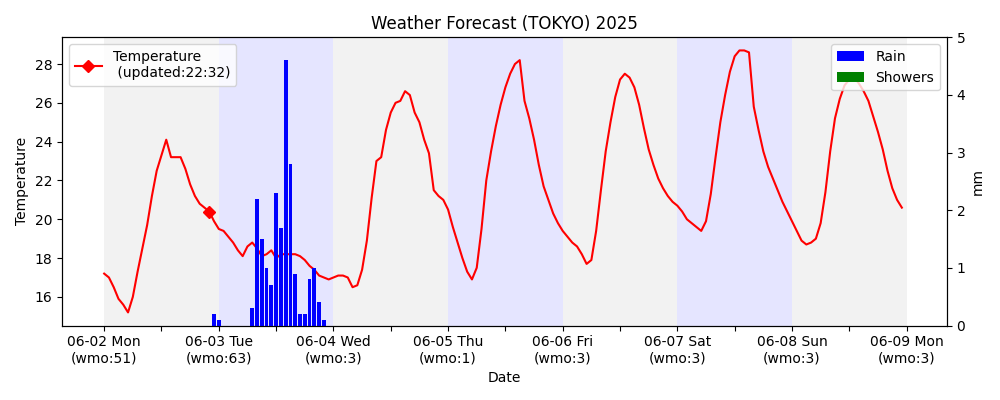 Weather Forecast (TOKYO) 2025
Temperature
(updated:22:32)
Rain
Showers
28
26
24
22
20
18
16
Temperature
5
4
3
2
1
0
mm
06-02 Mon
(wmo:51)
06-03 Tue
(wmo:63)
06-04 Wed
(wmo:3)
06-05 Thu
(wmo:1)
06-06 Fri
(wmo:3)
06-07 Sat
(wmo:3)
06-08 Sun
(wmo:3)
06-09 Mon
(wmo:3)
Date